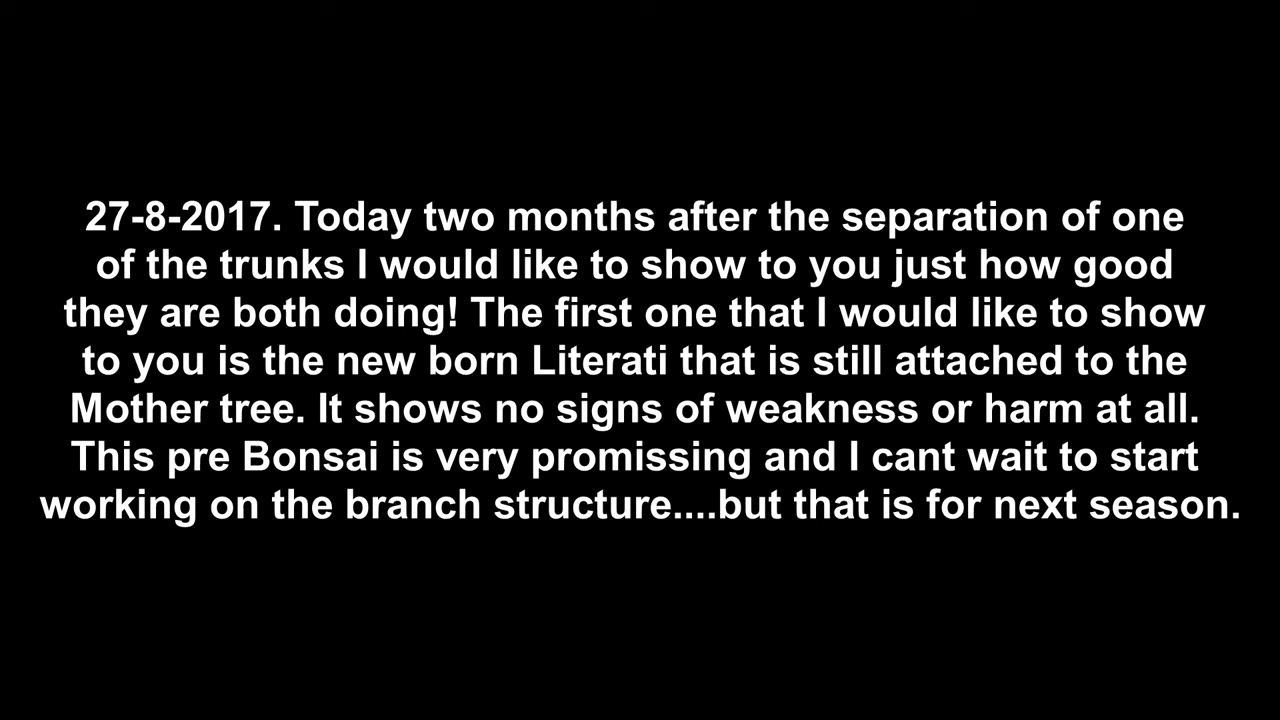 27-8-2017. Today two months after the separation of one
of the trunks I would like to show to you just how good
they are both doing! The first one that I would like to show
to you is the new born Literati that is still attached to the
Mother tree. It shows no signs of weakness or harm at all.
This pre Bonsai is very promissing and I cant wait to start
working on the branch structure....but that is for next season.